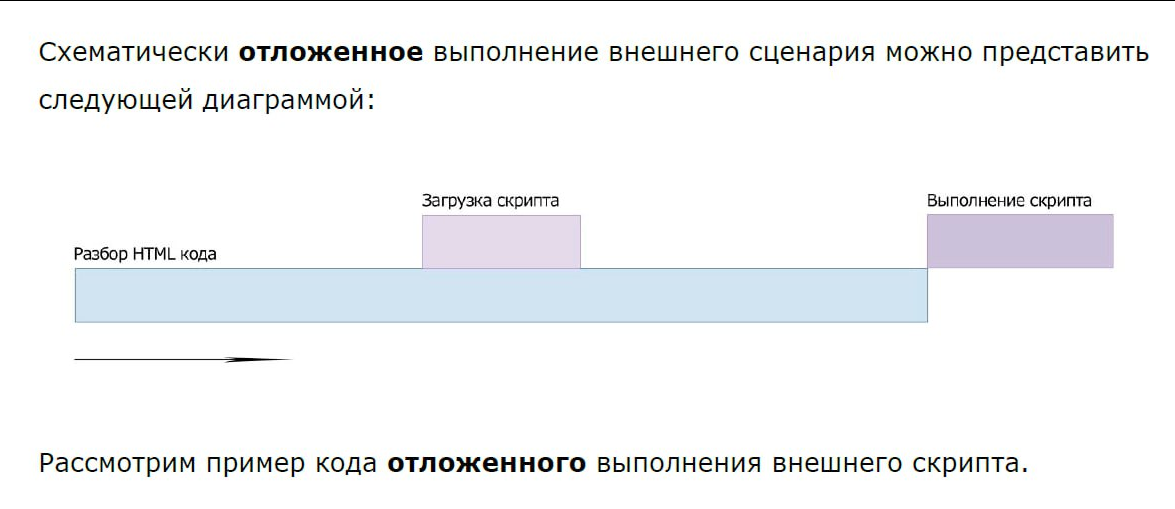 Схематически отложенное выполнение внешнего сценария можно представить
следующей диаграммой:
Загрузка скрипта
Выполнение скрипта
Разбор HTML кода
Рассмотрим пример кода отложенного выполнения внешнего скрипта.